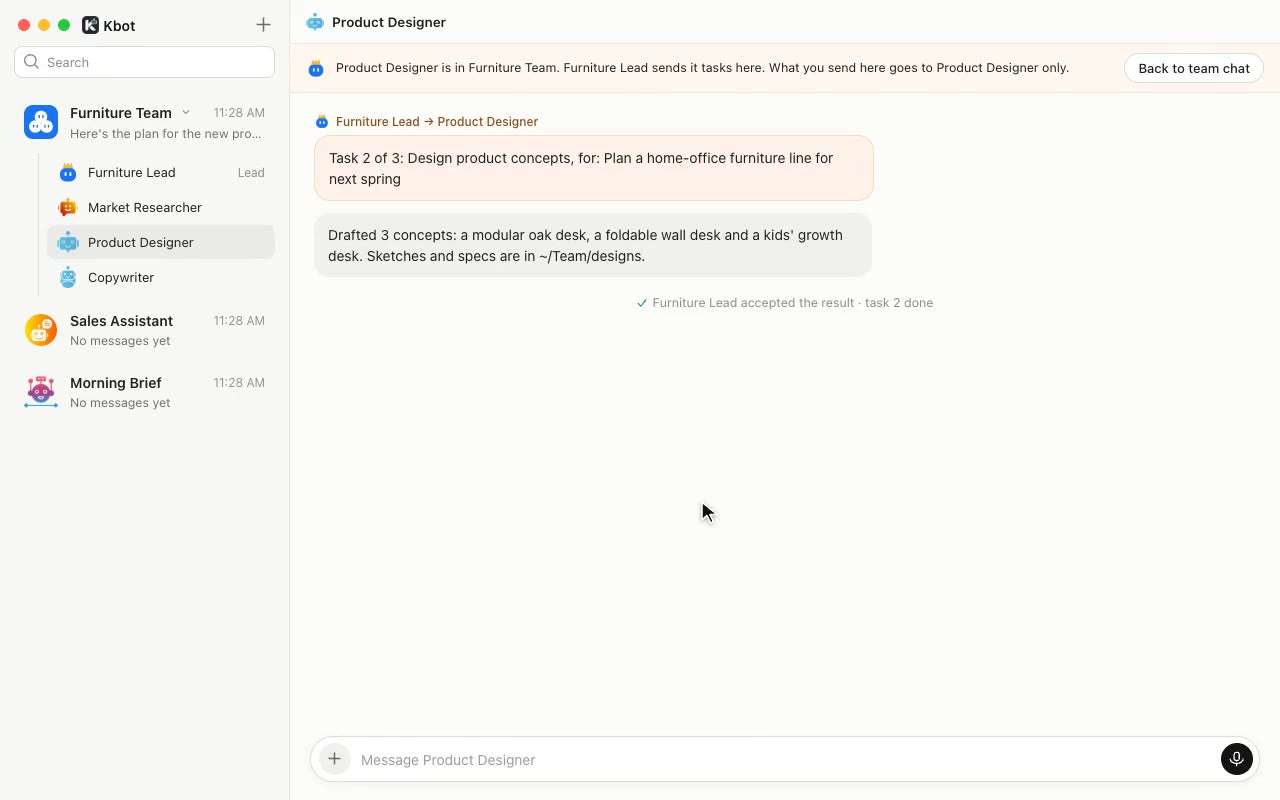 Kbot
Search
Furniture Team
11:28 AM
Here's the plan for the new pro...
Furniture Lead
Lead
Market Researcher
Product Designer
Copywriter
Sales Assistant
11:28 AM
No messages yet
Morning Brief
11:28 AM
No messages yet
Product Designer
Product Designer is in Furniture Team. Furniture Lead sends it tasks here. What you send here goes to Product Designer only.
Back to team chat
Furniture Lead → Product Designer
Task 2 of 3: Design product concepts, for: Plan a home-office furniture line for
next spring
Drafted 3 concepts: a modular oak desk, a foldable wall desk and a kids' growth
desk. Sketches and specs are in ~/Team/designs.
✓ Furniture Lead accepted the result · task 2 done
Message Product Designer